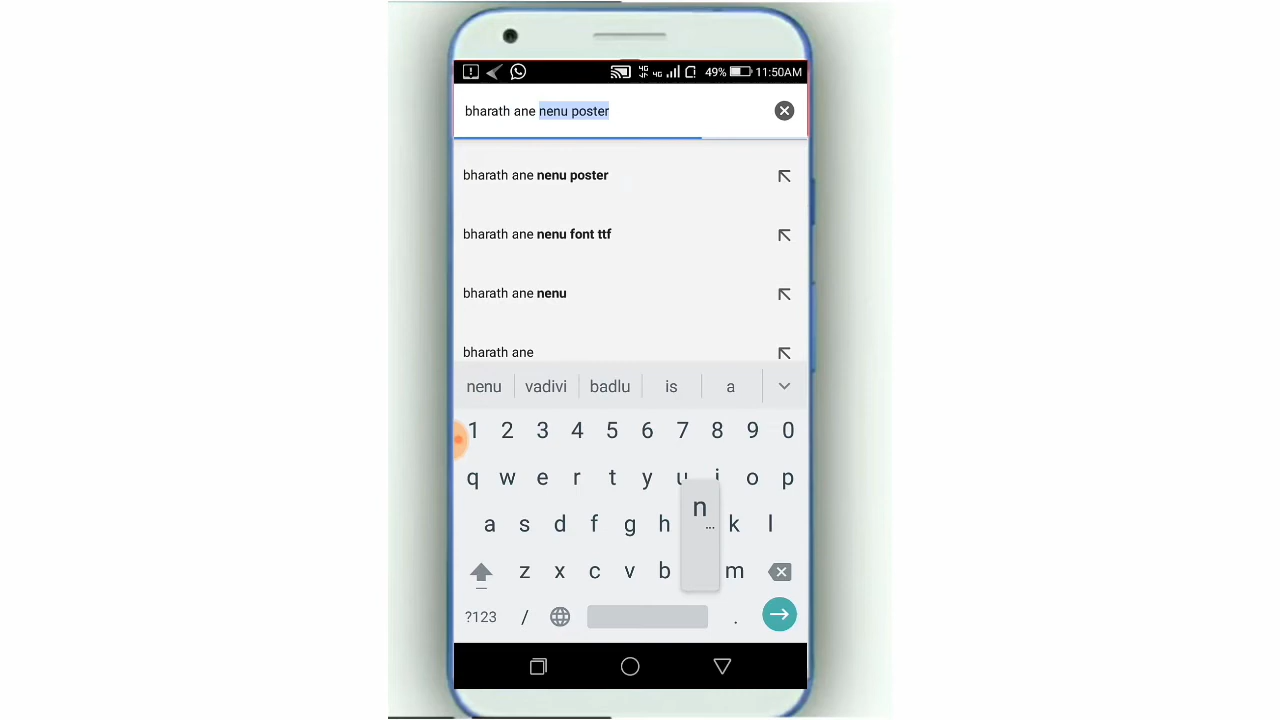 49% 11:50AM
bharath ane nenu poster
bharath ane nenu poster
bharath ane nenu font ttf
bharath ane nenu
bharath ane
nenu vadivi badlu is a
1 2 3 4 5 6 7 8 9 0
q w e r t y u i o p
n
a s d f g h k l
z x c v b m
?123 / .